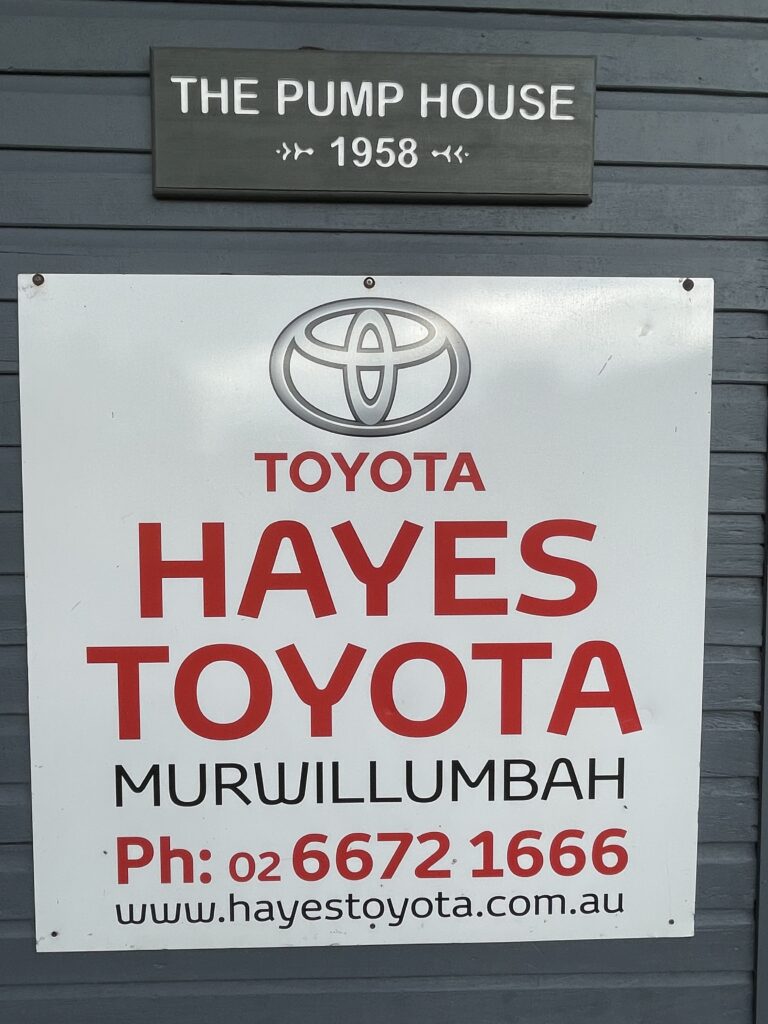 THE PUMP HOUSE
1958
TOYOTA
HAYES
TOYOTA
MURWILLUMBAH
Ph: 02 6672 1666
www.hayestoyota.com.au